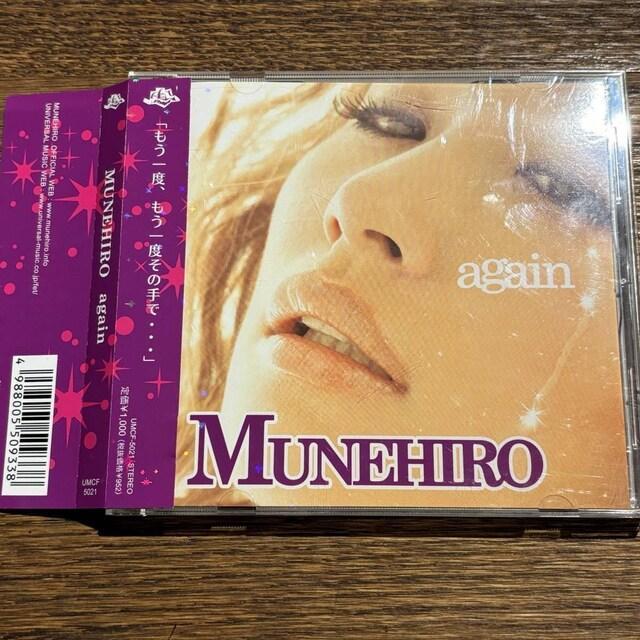 MUNEHIRO OFFICIAL WEB www.munehiro.info
UNIVERSAL MUSIC WEB www.universal-music.co.jp/fet/
4 988005 509338
MUNEHIRO again
UMCF-
5021
「もう一度、もう一度その手で・・・」
UMCF-5021 STEREO
定価¥1,000(税抜価格¥952)
again
MUNEHIRO